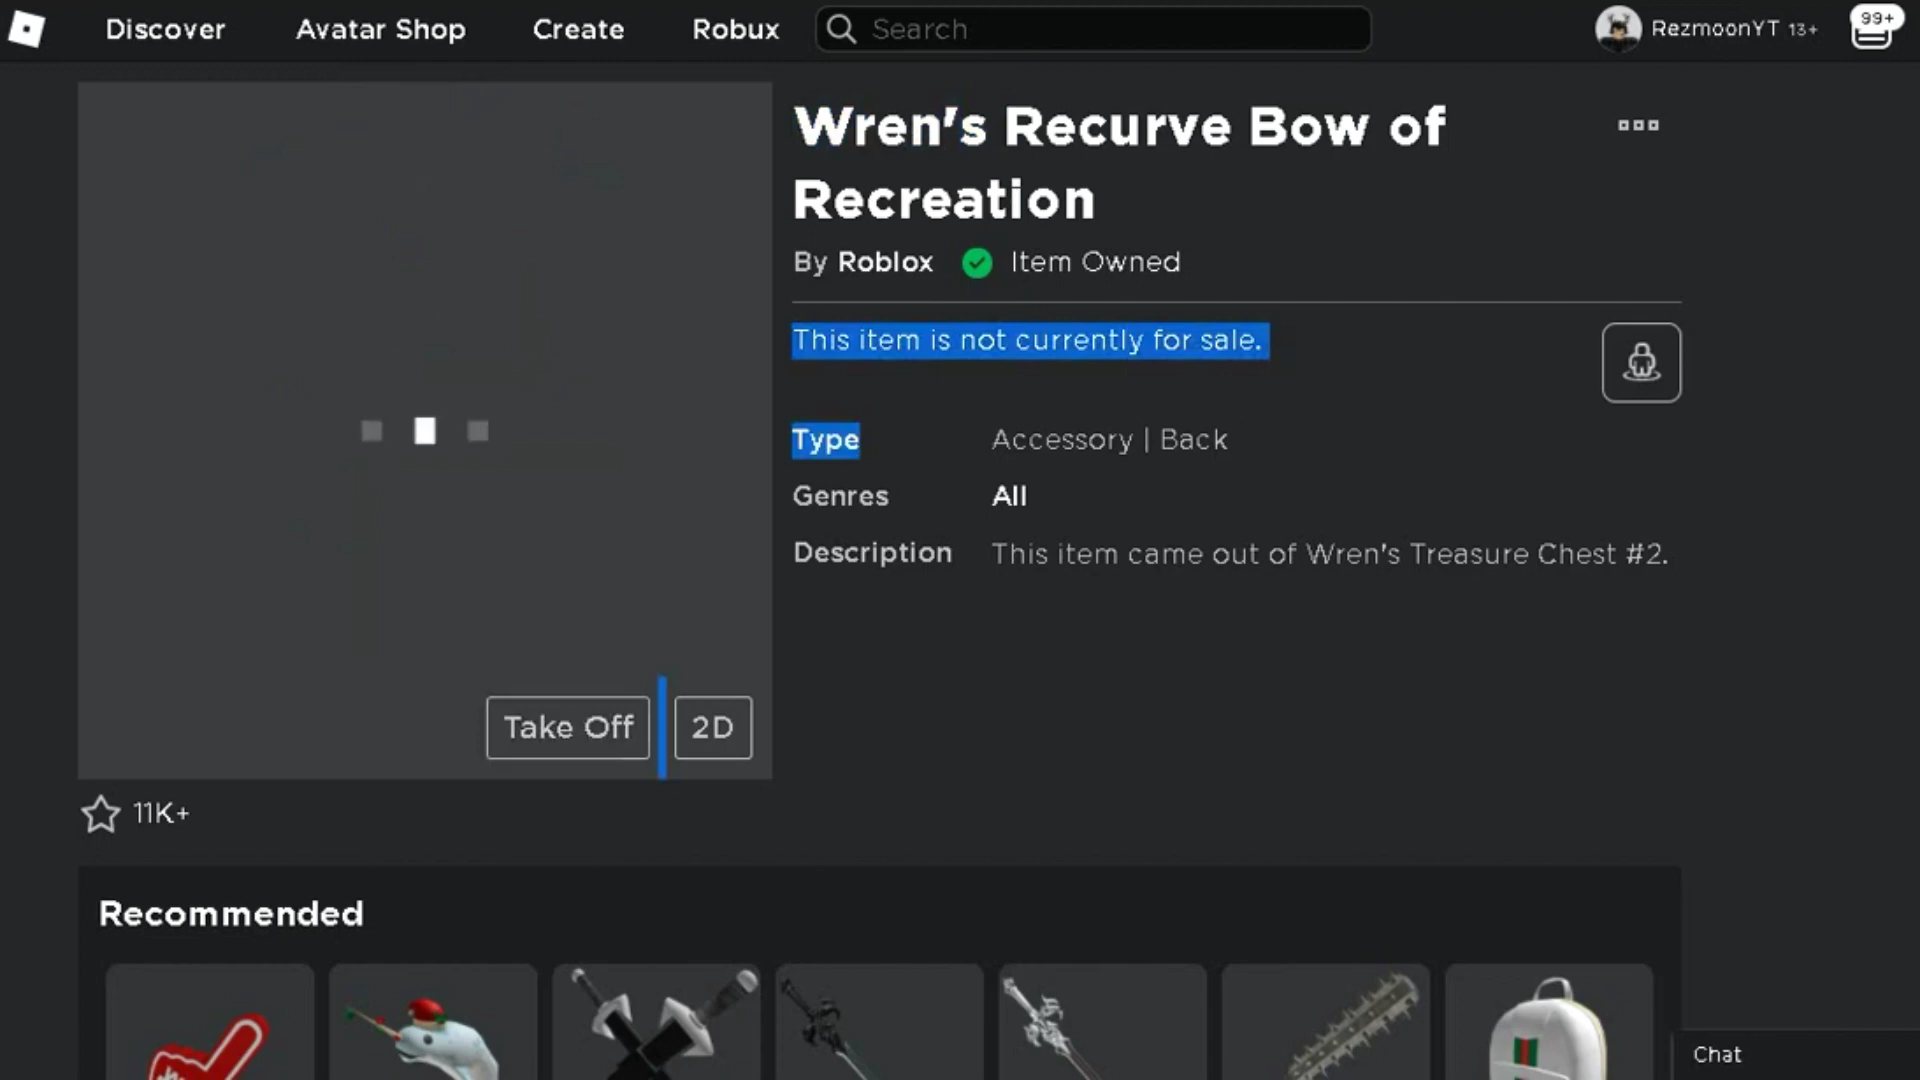 Discover Avatar Shop Create Robux Search RezmoonYT 13+ 99+
Wren's Recurve Bow of
Recreation
By Roblox Item Owned
This item is not currently for sale.
Type Accessory | Back
Genres All
Description This item came out of Wren's Treasure Chest #2.
Take Off 2D
11K+
Recommended
Chat